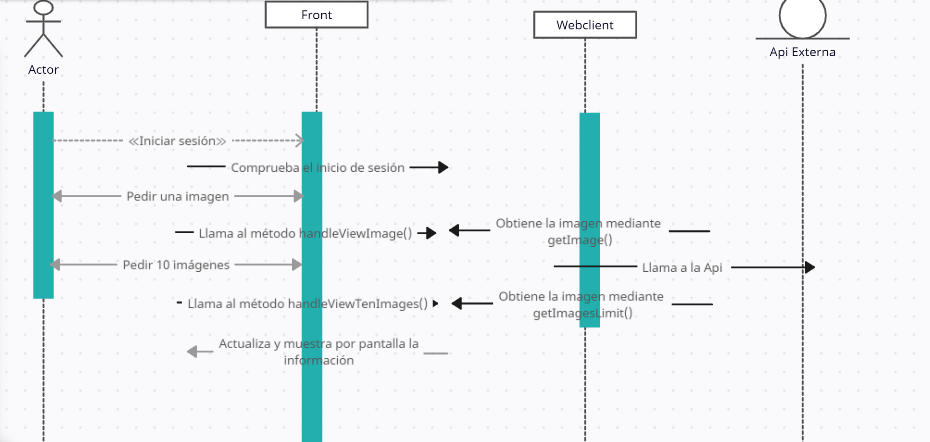 Front
Webclient
Actor
Api Externa
«Iniciar sesión»
Comprueba el inicio de sesión
Pedir una imagen
Llama al método handleViewImage()
Obtiene la imagen mediante
getImage()
Pedir 10 imágenes
Llama a la Api
Llama al método handleViewTenImages()
Obtiene la imagen mediante
getImagesLimit()
Actualiza y muestra por pantalla la
información